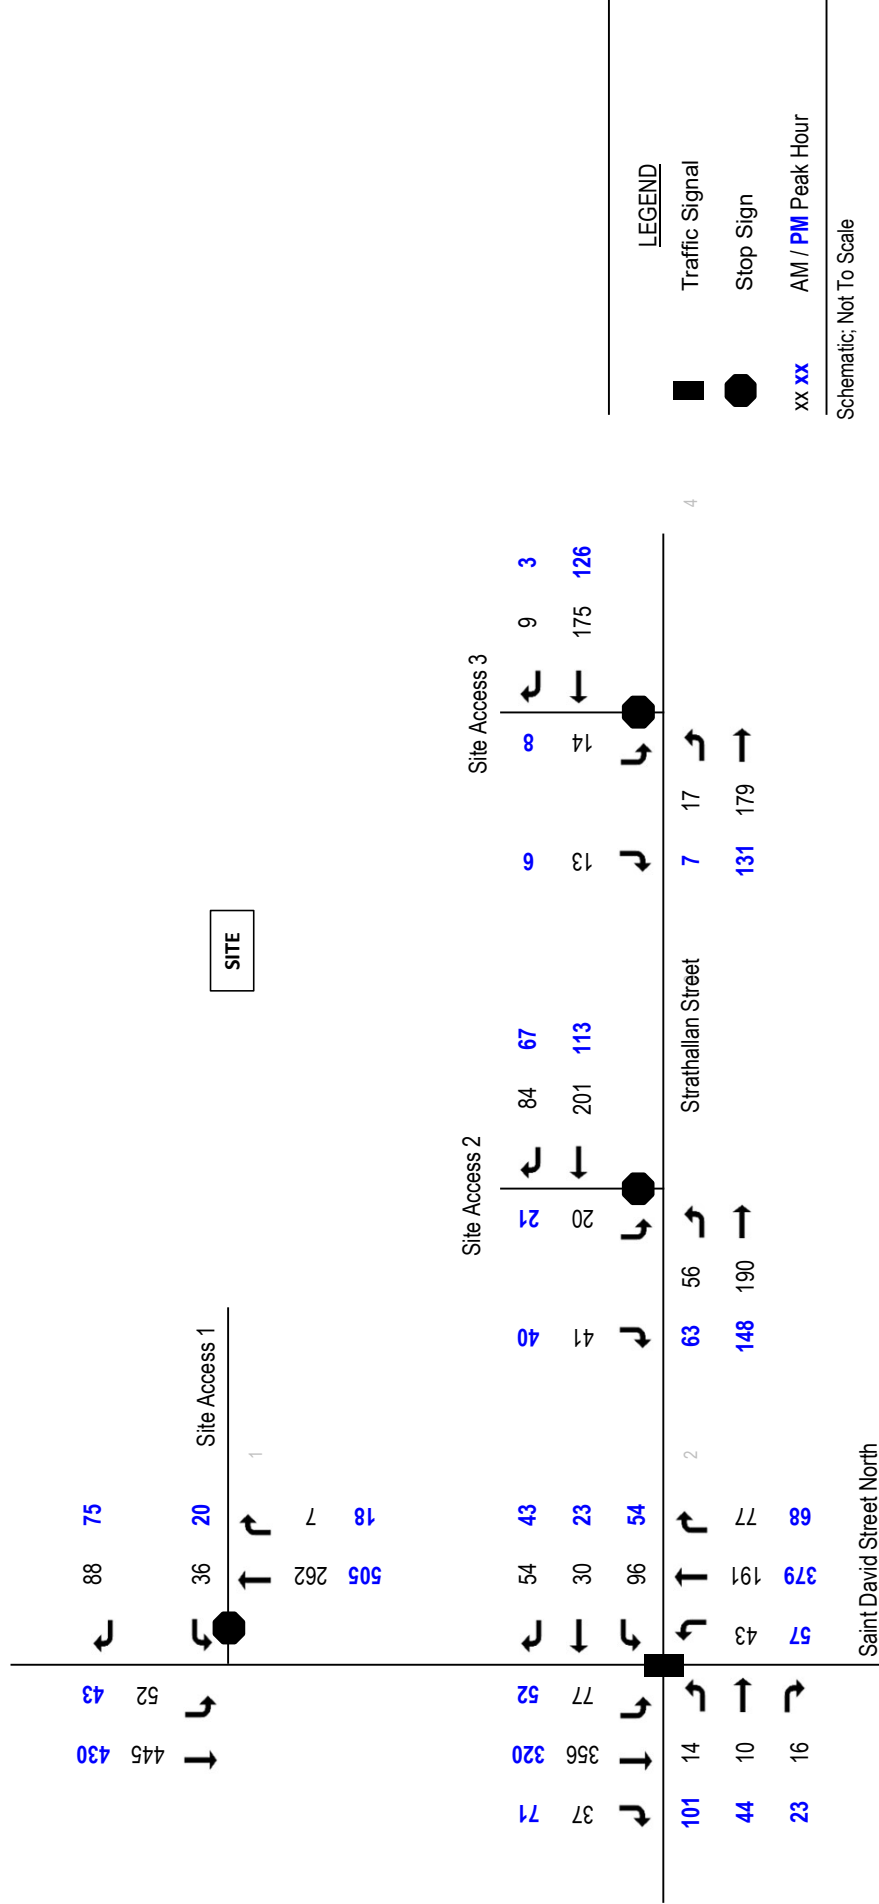 430 43 88 75
445 52
36 20 Site Access 1
SITE
1
262 7
505 18
Site Access 2 Site Access 3
71 320 52 54 43 40 21 84 67 6 8 9 3
37 356 77 30 23 41 20 201 113 13 14 175 126
96 54
101 14 2 63 56 Strathallan Street 7 17 4
44 10 43 191 77 148 190 131 179
23 16 57 379 68
Saint David Street North
LEGEND
Traffic Signal
Stop Sign
xx xx AM / PM Peak Hour
Schematic; Not To Scale